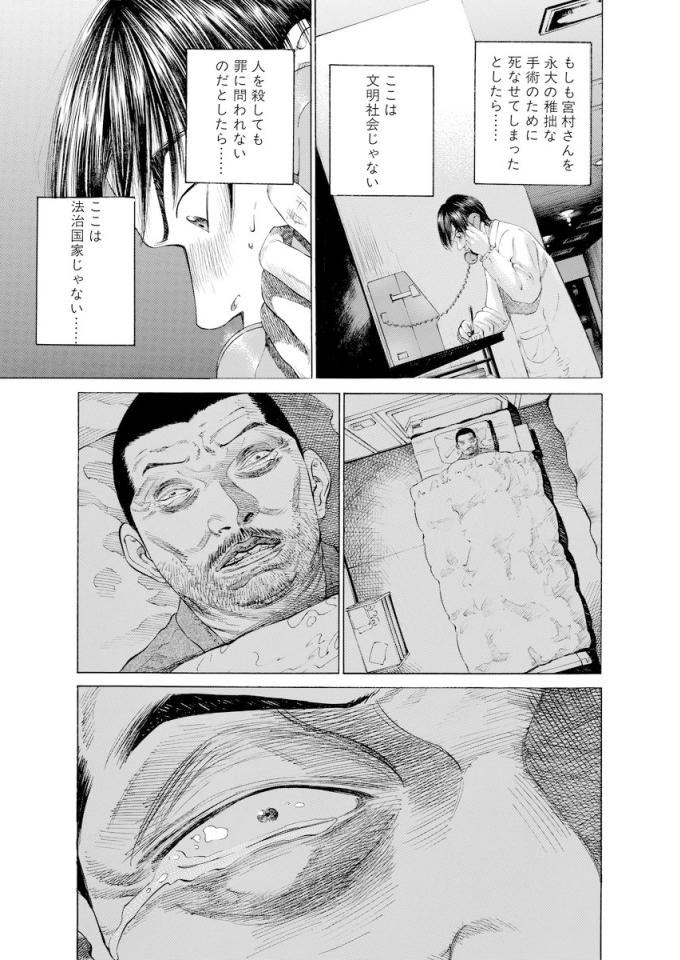 もしも宮村さんを
永大の稚拙な
手術のために
死なせてしまった
としたら……
ここは
文明社会じゃない
人を殺しても
罪に問われない
のだとしたら……
ここは
法治国家じゃない……